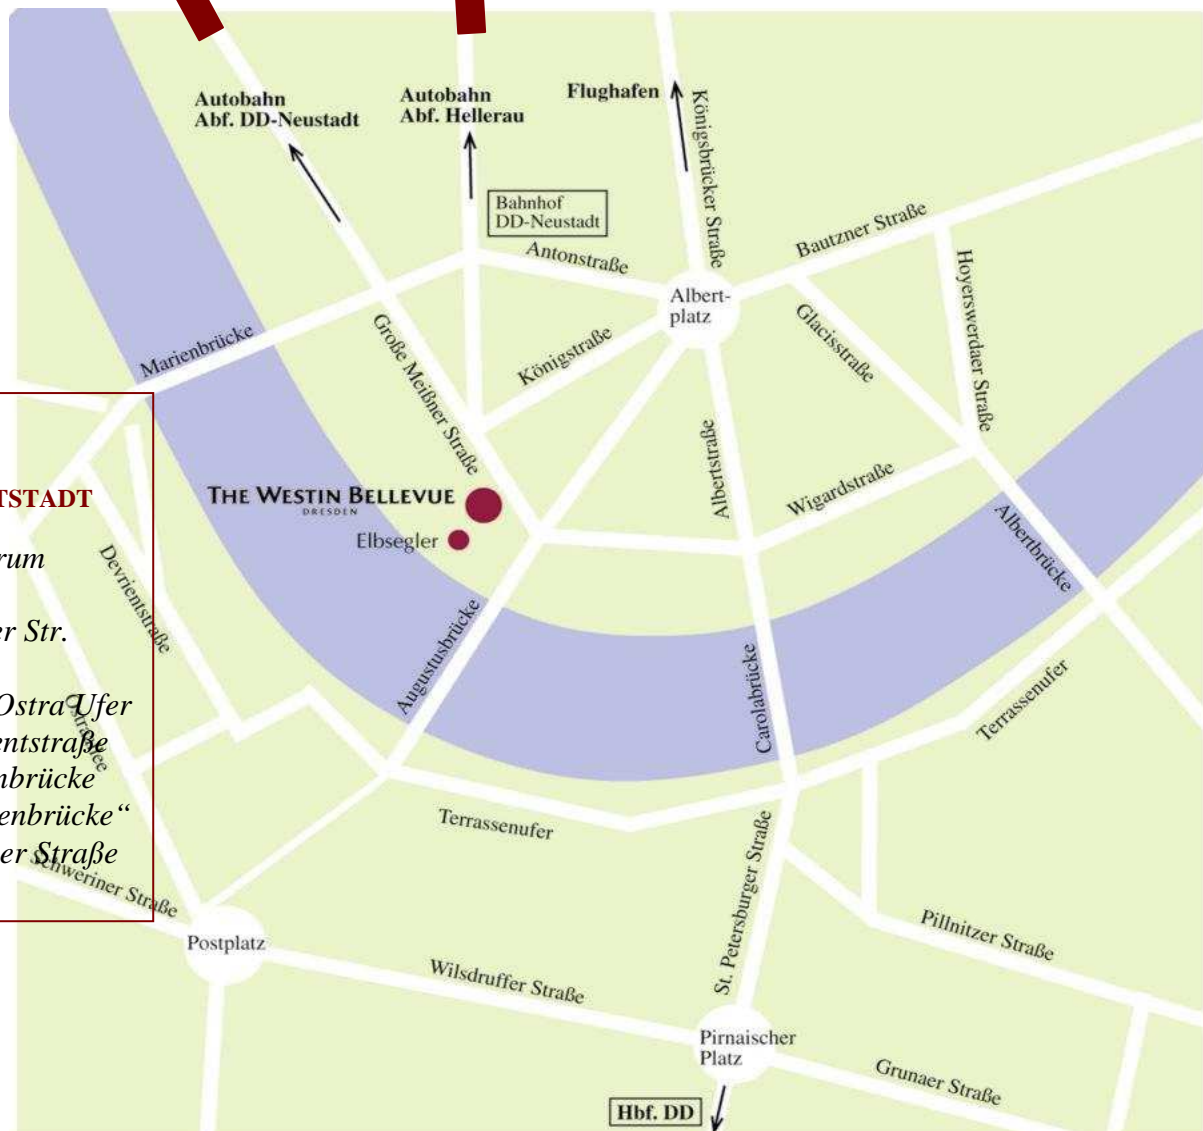 Autobahn
Abf. DD-Neustadt
Autobahn
Abf. Hellerau
Flughafen
Königsbrücker Straße
Bahnhof
DD-Neustadt
Antonstraße
Bautzner Straße
Albert-
platz
Hoyerswerdaer Straße
Glacisstraße
Marienbrücke
Große Meißner Straße
Königstraße
Albertstraße
Wigardstraße
THE WESTIN BELLEVUE
DRESDEN
Elbsegler
TSTADT
rum
er Str.
Ostra Ufer
entstraße
nbrücke
enbrücke“
er Straße
Devrientstraße
Albertbrücke
Augustusbrücke
Carolabrücke
Terrassenufer
Terrassenufer
St. Petersburger Straße
Schweriner Straße
Postplatz
Wilsdruffer Straße
Pillnitzer Straße
Pirnaischer
Platz
Grunaer Straße
Hbf. DD